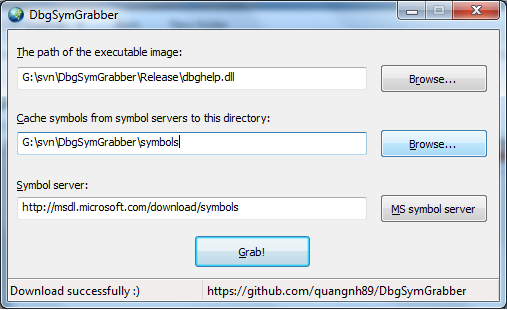 DbgSymGrabber
The path of the executable image:
G:\svn\DbgSymGrabber\Release\dbghelp.dll
Browse...
Cache symbols from symbol servers to this directory:
G:\svn\DbgSymGrabber\symbols
Browse...
Symbol server:
http://msdl.microsoft.com/download/symbols
MS symbol server
Grab!
Download successfully :)
https://github.com/quangnh89/DbgSymGrabber